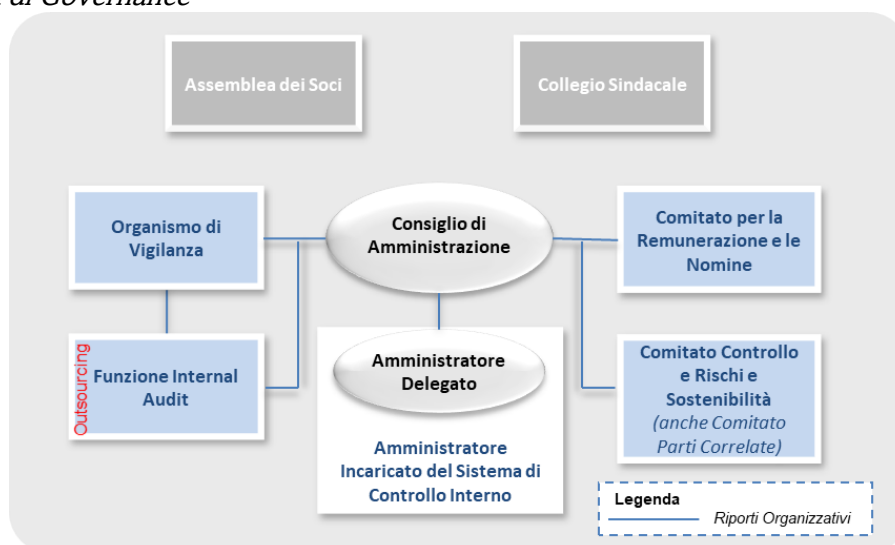 di Governance
Assemblea dei Soci
Collegio Sindacale
Organismo di
Vigilanza
Consiglio di
Amministrazione
Comitato per la
Remunerazione e le
Nomine
Outsourcing
Funzione Internal
Audit
Amministratore
Delegato
Amministratore
Incaricato del Sistema di
Controllo Interno
Comitato Controllo
e Rischi e
Sostenibilità
(anche Comitato
Parti Correlate)
Legenda
Riporti Organizzativi